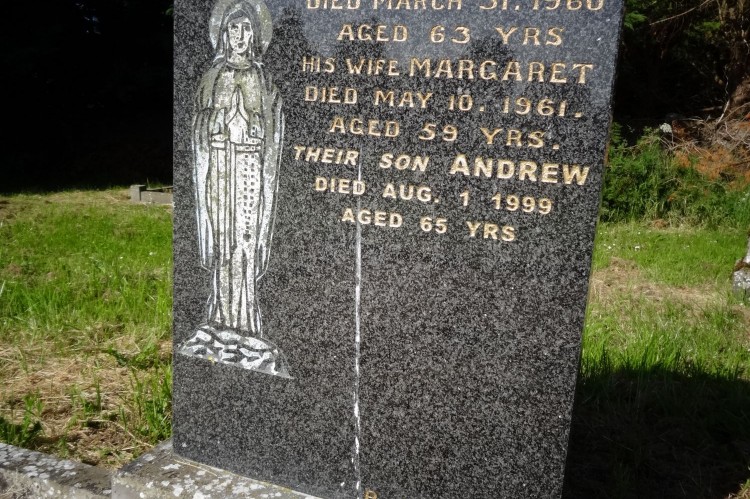 DIED MARCH 31. 1960
AGED 63 YRS
HIS WIFE MARGARET
DIED MAY 10. 1961.
AGED 59 YRS.
THEIR SON ANDREW
DIED AUG. 1 1999
AGED 65 YRS